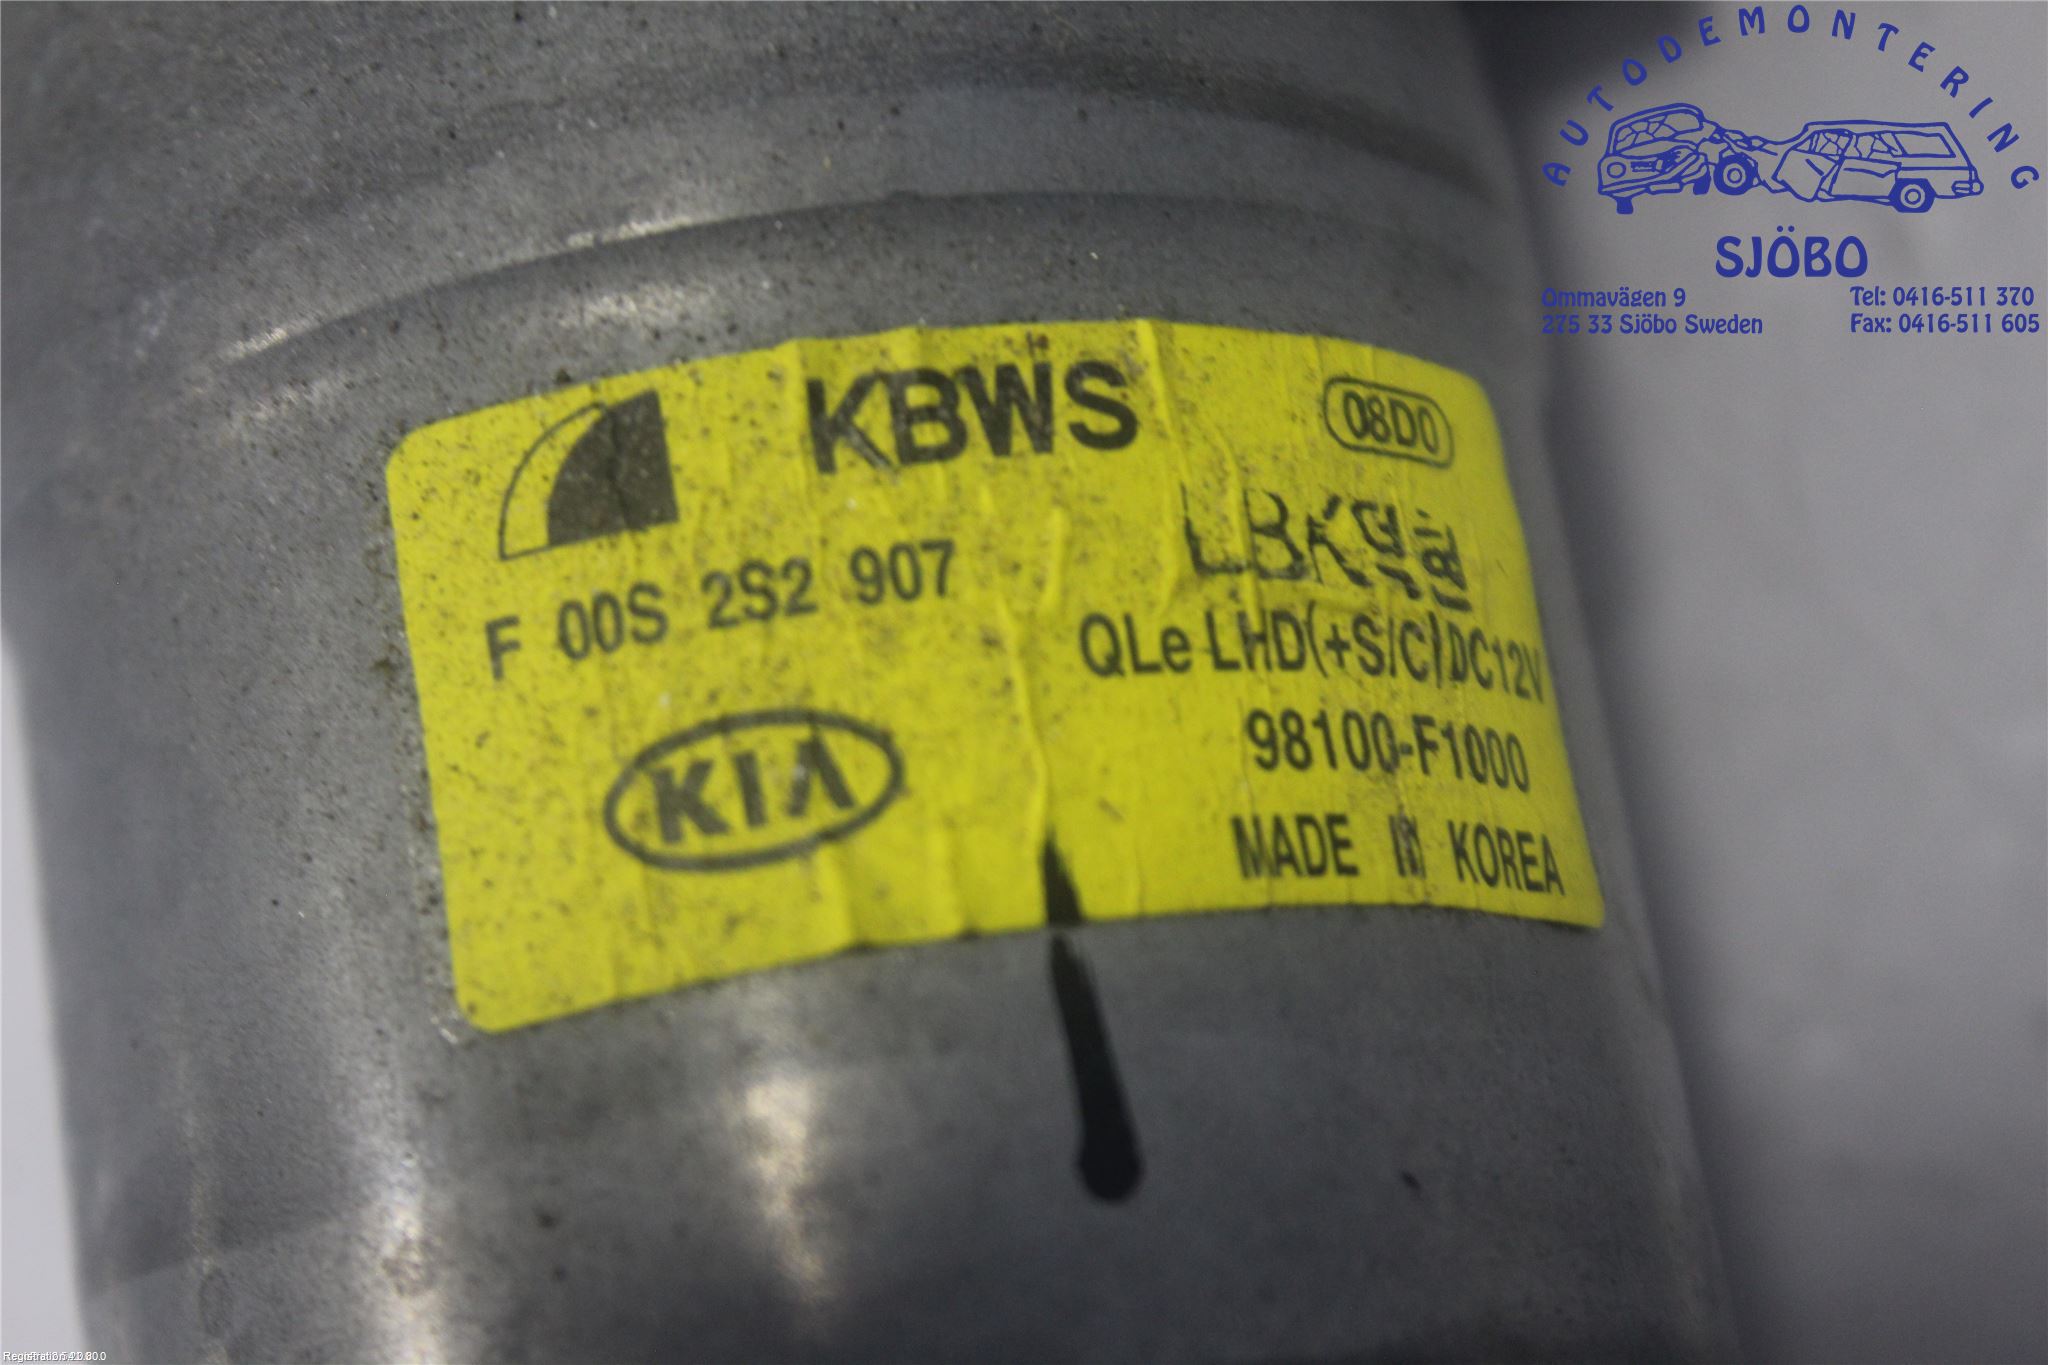 AUTODEMONTERING
SJÖBO
Ommavägen 9
275 33 Sjöbo Sweden
Tel: 0416-511 370
Fax: 0416-511 605
KBWS
08D0
LBK
F 00S 2S2 907
QLe LHD(+S/C)DC12V
KIA
98100-F1000
MADE IN KOREA